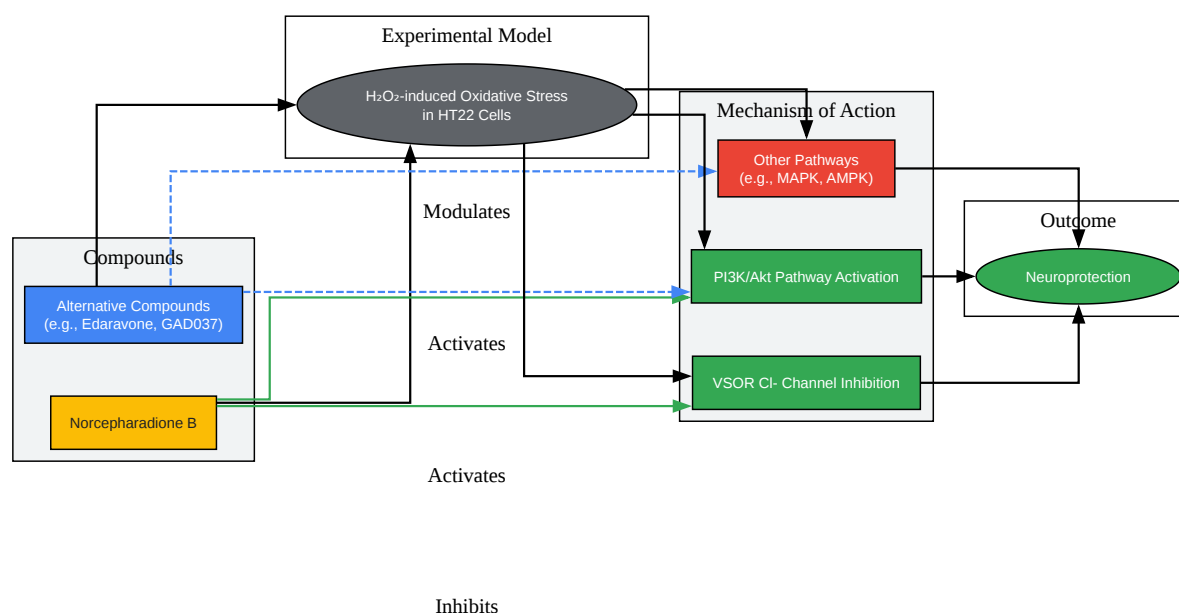 Experimental Model
H₂O₂-induced Oxidative Stress
in HT22 Cells
Mechanism of Action
Other Pathways
(e.g., MAPK, AMPK)
Modulates
Outcome
Compounds
PI3K/Akt Pathway Activation
Neuroprotection
Alternative Compounds
(e.g., Edaravone, GAD037)
Activates
VSOR Cl- Channel Inhibition
Norcepharadione B
Activates
Inhibits